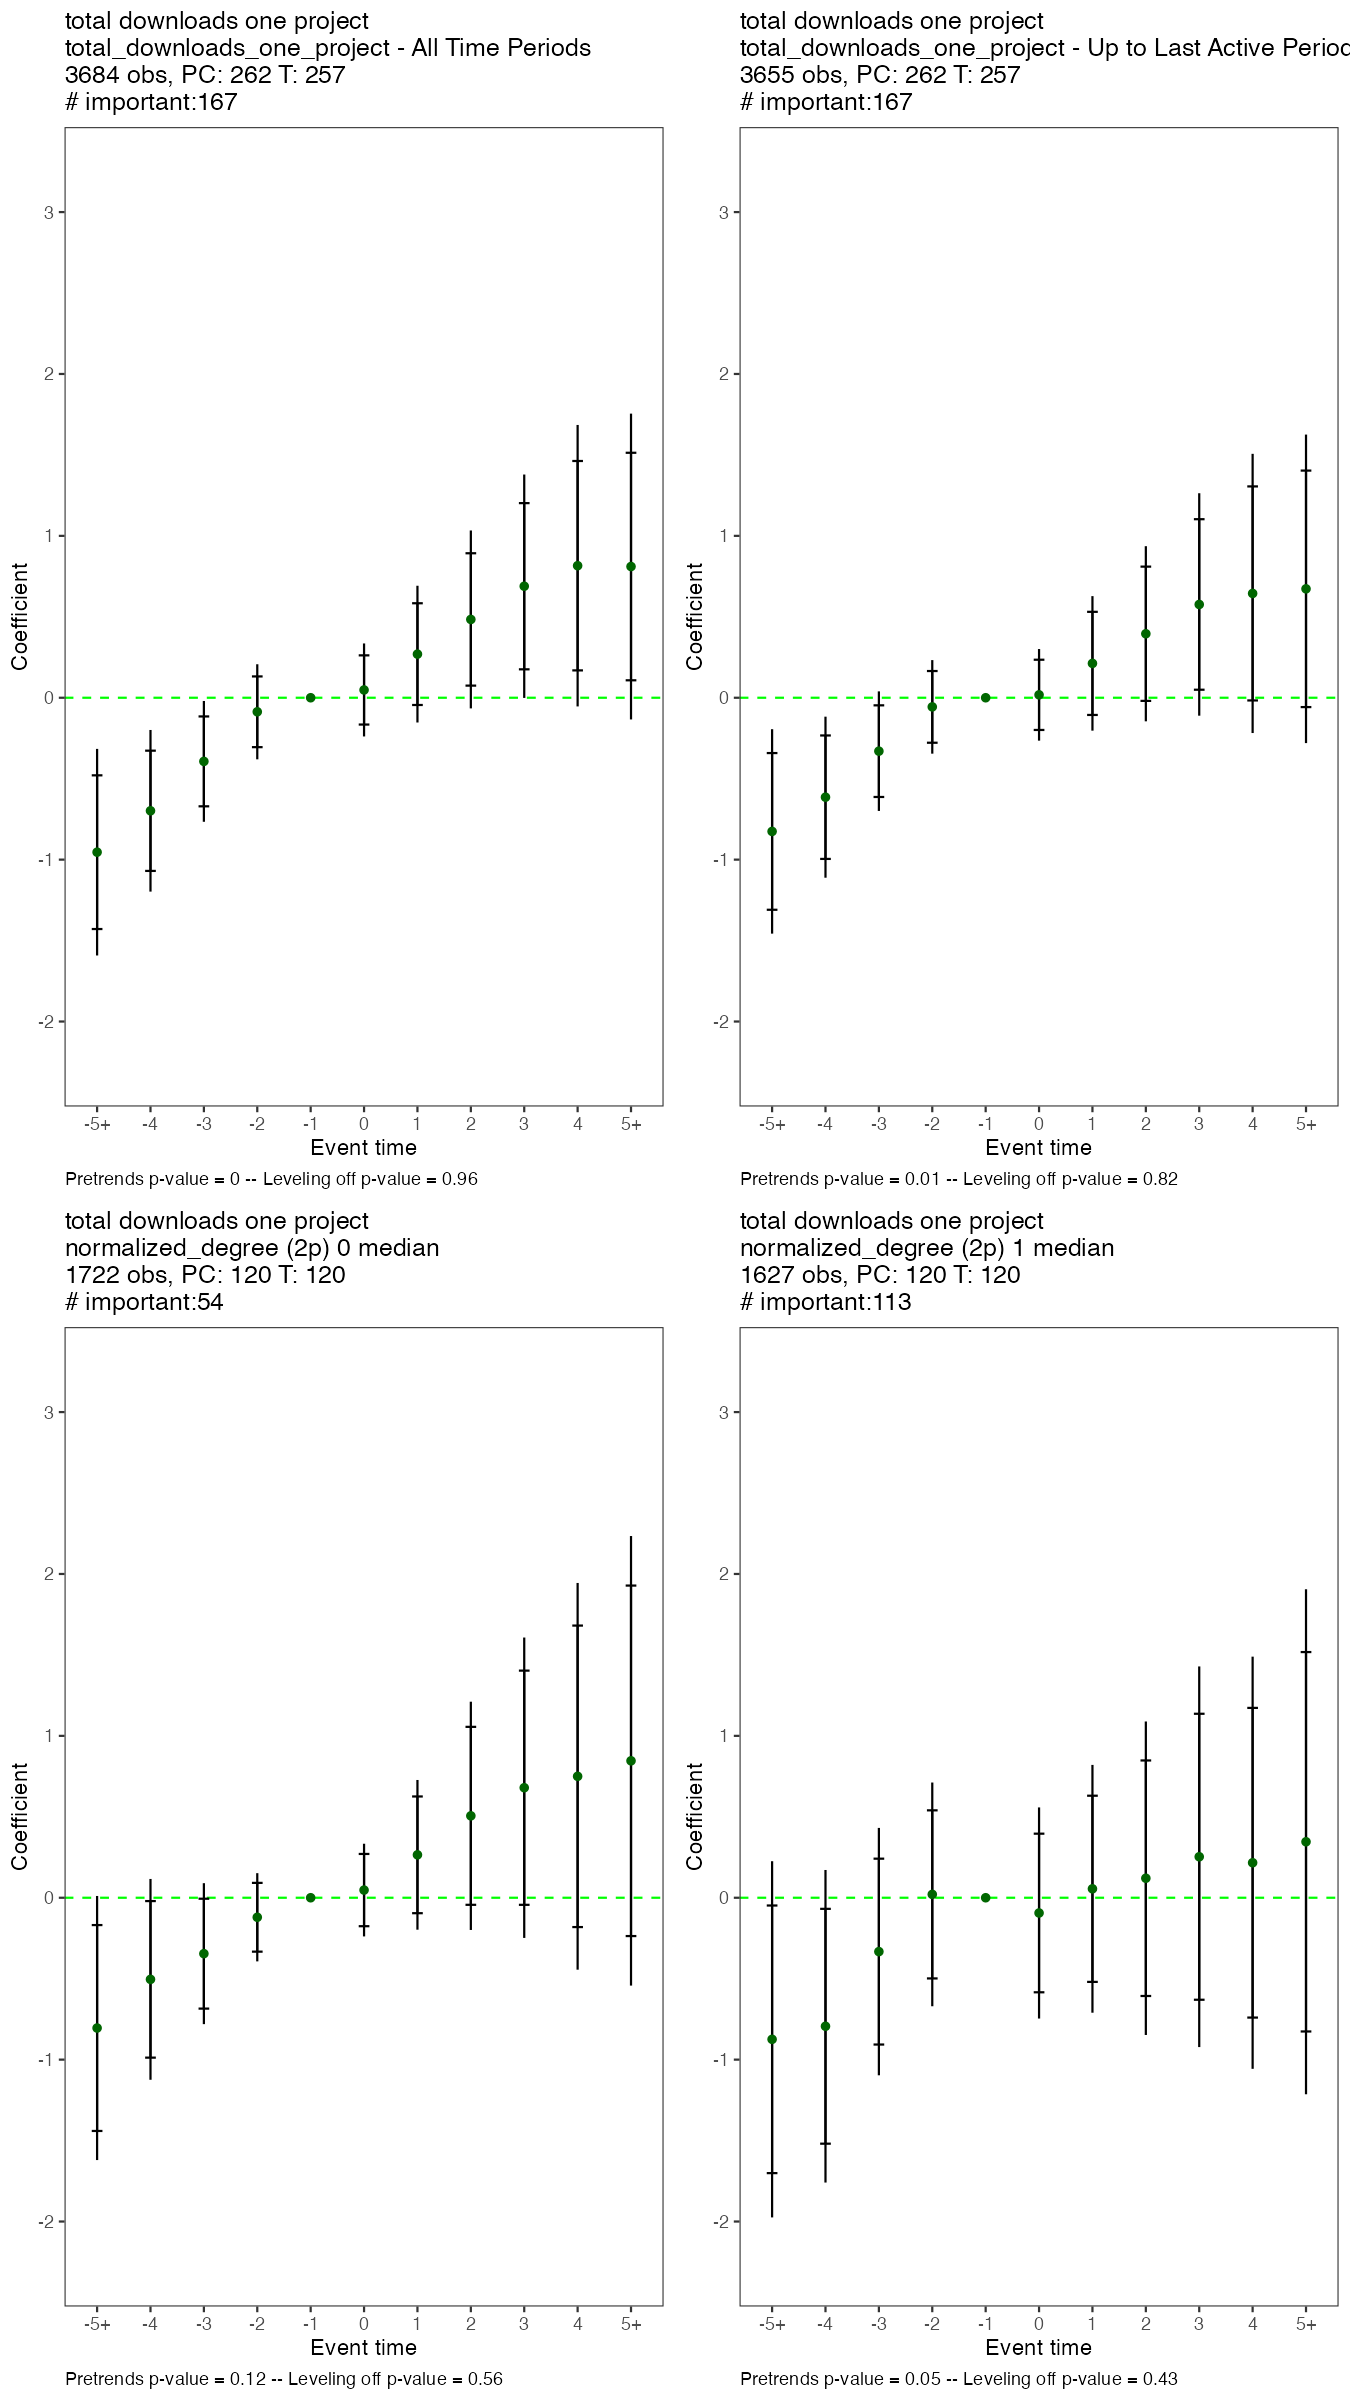 total downloads one project
total_downloads_one_project - All Time Periods
3684 obs, PC: 262 T: 257
# important:167
3
2
1
0
-1
-2
Coefficient
-5+ -4 -3 -2 -1 0 1 2 3 4 5+
Event time
Pretrends p-value = 0 -- Leveling off p-value = 0.96
total downloads one project
total_downloads_one_project - Up to Last Active Period
3655 obs, PC: 262 T: 257
# important:167
3
2
1
0
-1
-2
Coefficient
-5+ -4 -3 -2 -1 0 1 2 3 4 5+
Event time
Pretrends p-value = 0.01 -- Leveling off p-value = 0.82
total downloads one project
normalized_degree (2p) 0 median
1722 obs, PC: 120 T: 120
# important:54
3
2
1
0
-1
-2
Coefficient
-5+ -4 -3 -2 -1 0 1 2 3 4 5+
Event time
Pretrends p-value = 0.12 -- Leveling off p-value = 0.56
total downloads one project
normalized_degree (2p) 1 median
1627 obs, PC: 120 T: 120
# important:113
3
2
1
0
-1
-2
Coefficient
-5+ -4 -3 -2 -1 0 1 2 3 4 5+
Event time
Pretrends p-value = 0.05 -- Leveling off p-value = 0.43